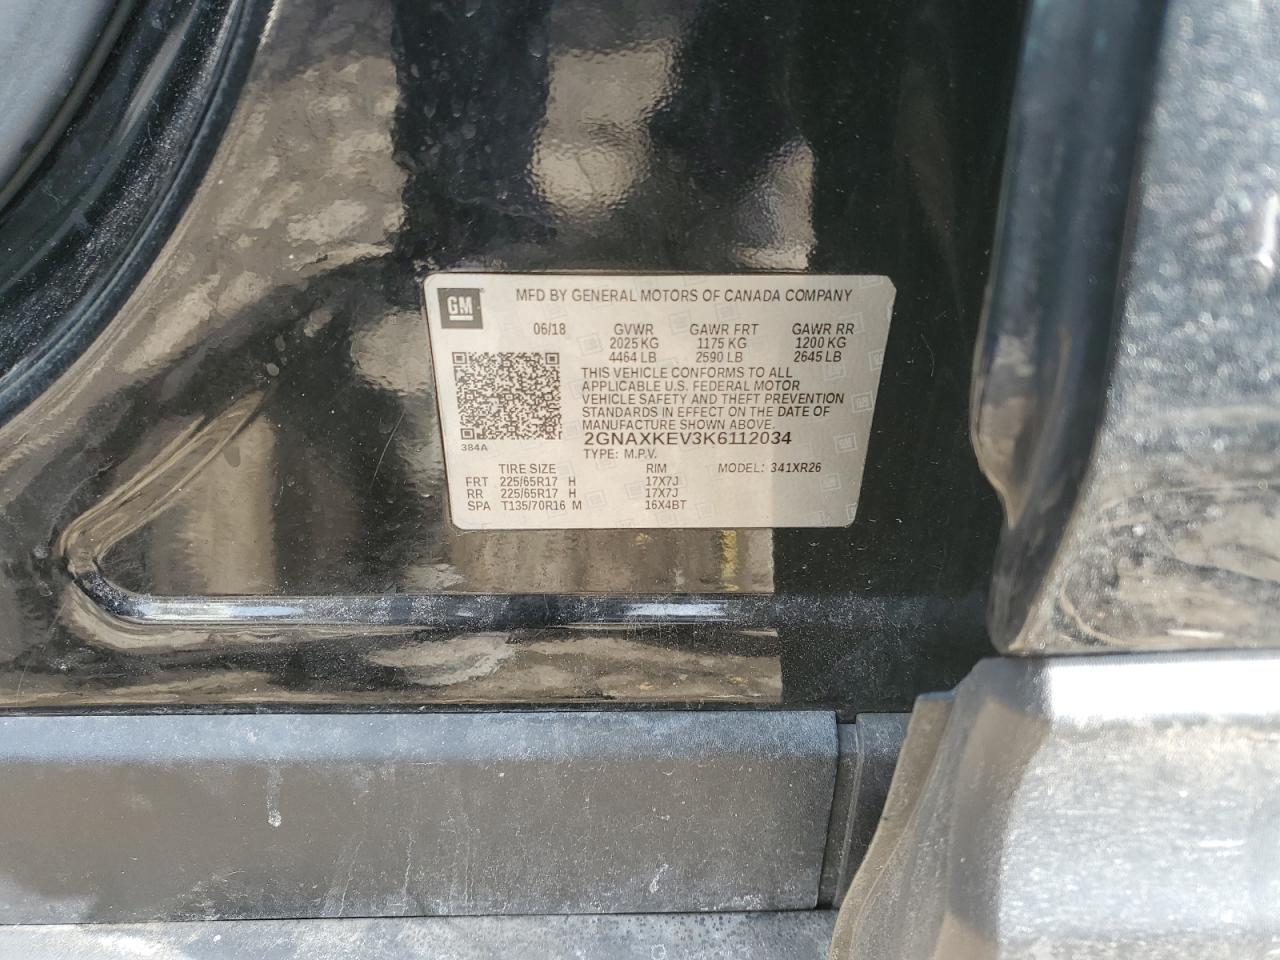 GM
MFD BY GENERAL MOTORS OF CANADA COMPANY
06/18 GVWR GAWR FRT GAWR RR
2025 KG 1175 KG 1200 KG
4464 LB 2590 LB 2645 LB
THIS VEHICLE CONFORMS TO ALL
APPLICABLE U.S. FEDERAL MOTOR
VEHICLE SAFETY AND THEFT PREVENTION
STANDARDS IN EFFECT ON THE DATE OF
MANUFACTURE SHOWN ABOVE.
384A
2GNAXKEV3K6112034
TYPE: M.P.V.
TIRE SIZE RIM MODEL: 341XR26
FRT 225/65R17 H 17X7J
RR 225/65R17 H 17X7J
SPA T135/70R16 M 16X4BT